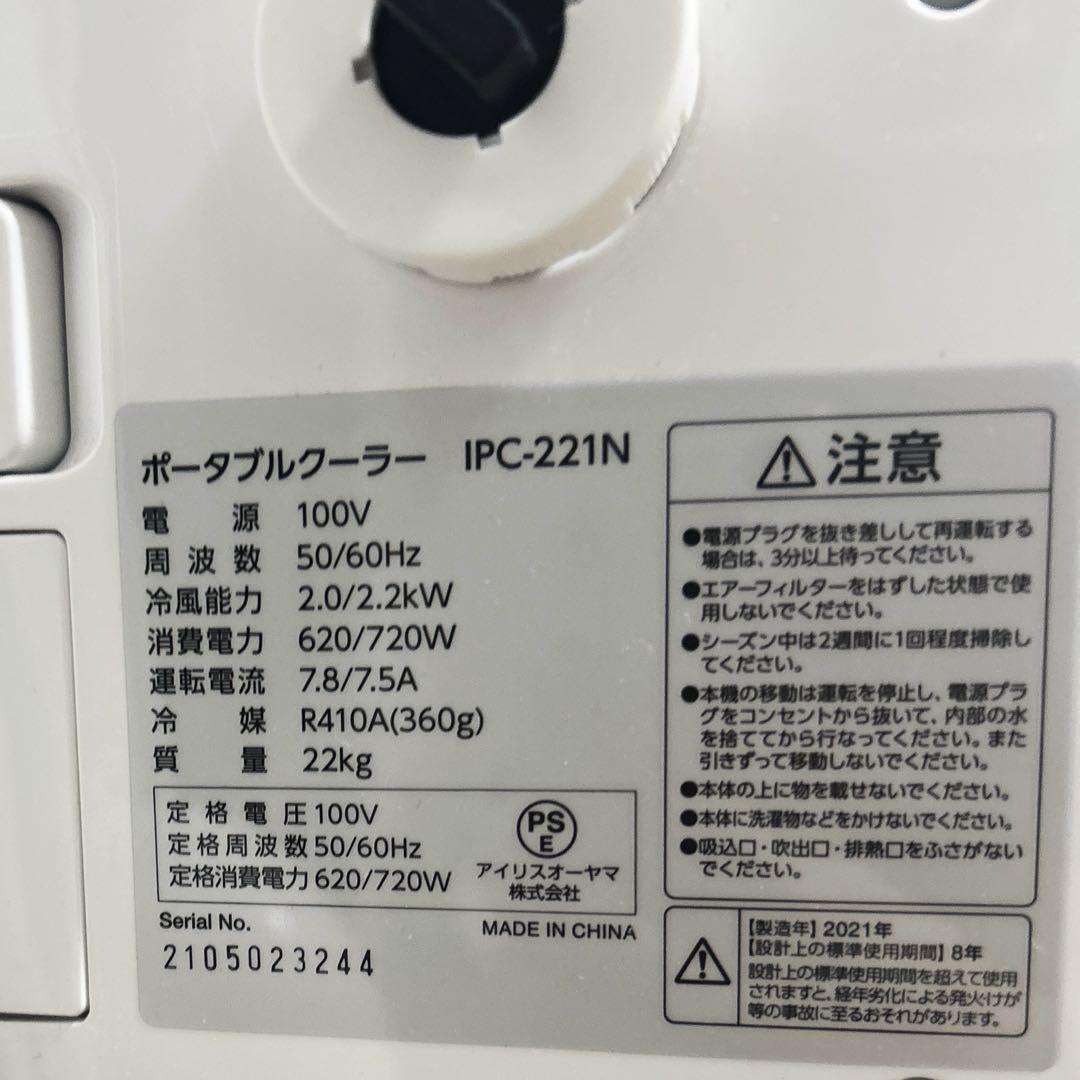 ポータブルクーラー IPC-221N
電源 100V
周波数 50/60Hz
冷風能力 2.0/2.2kW
消費電力 620/720W
運転電流 7.8/7.5A
冷媒 R410A(360g)
質量 22kg
定格電圧 100V
定格周波数 50/60Hz
定格消費電力 620/720W
PS
E
アイリスオーヤマ
株式会社
Serial No.
2105023244
MADE IN CHINA
注意
●電源プラグを抜き差しして再運転する
場合は、3分以上待ってください。
●エアーフィルターをはずした状態で使
用しないでください。
●シーズン中は2週間に1回程度掃除し
てください。
●本機の移動は運転を停止し、電源プラ
グをコンセントから抜いて、内部の水
を捨ててから行なってください。また
引きずって移動しないでください。
●本体の上に物を載せないでください。
●本体に洗濯物などをかけないでください。
●吸込口・吹出口・排熱口をふさがない
でください。
【製造年】2021年
【設計上の標準使用期間】8年
設計上の標準使用期間を超えて使用
されますと、経年劣化による発火・けが
等の事故に至るおそれがあります。